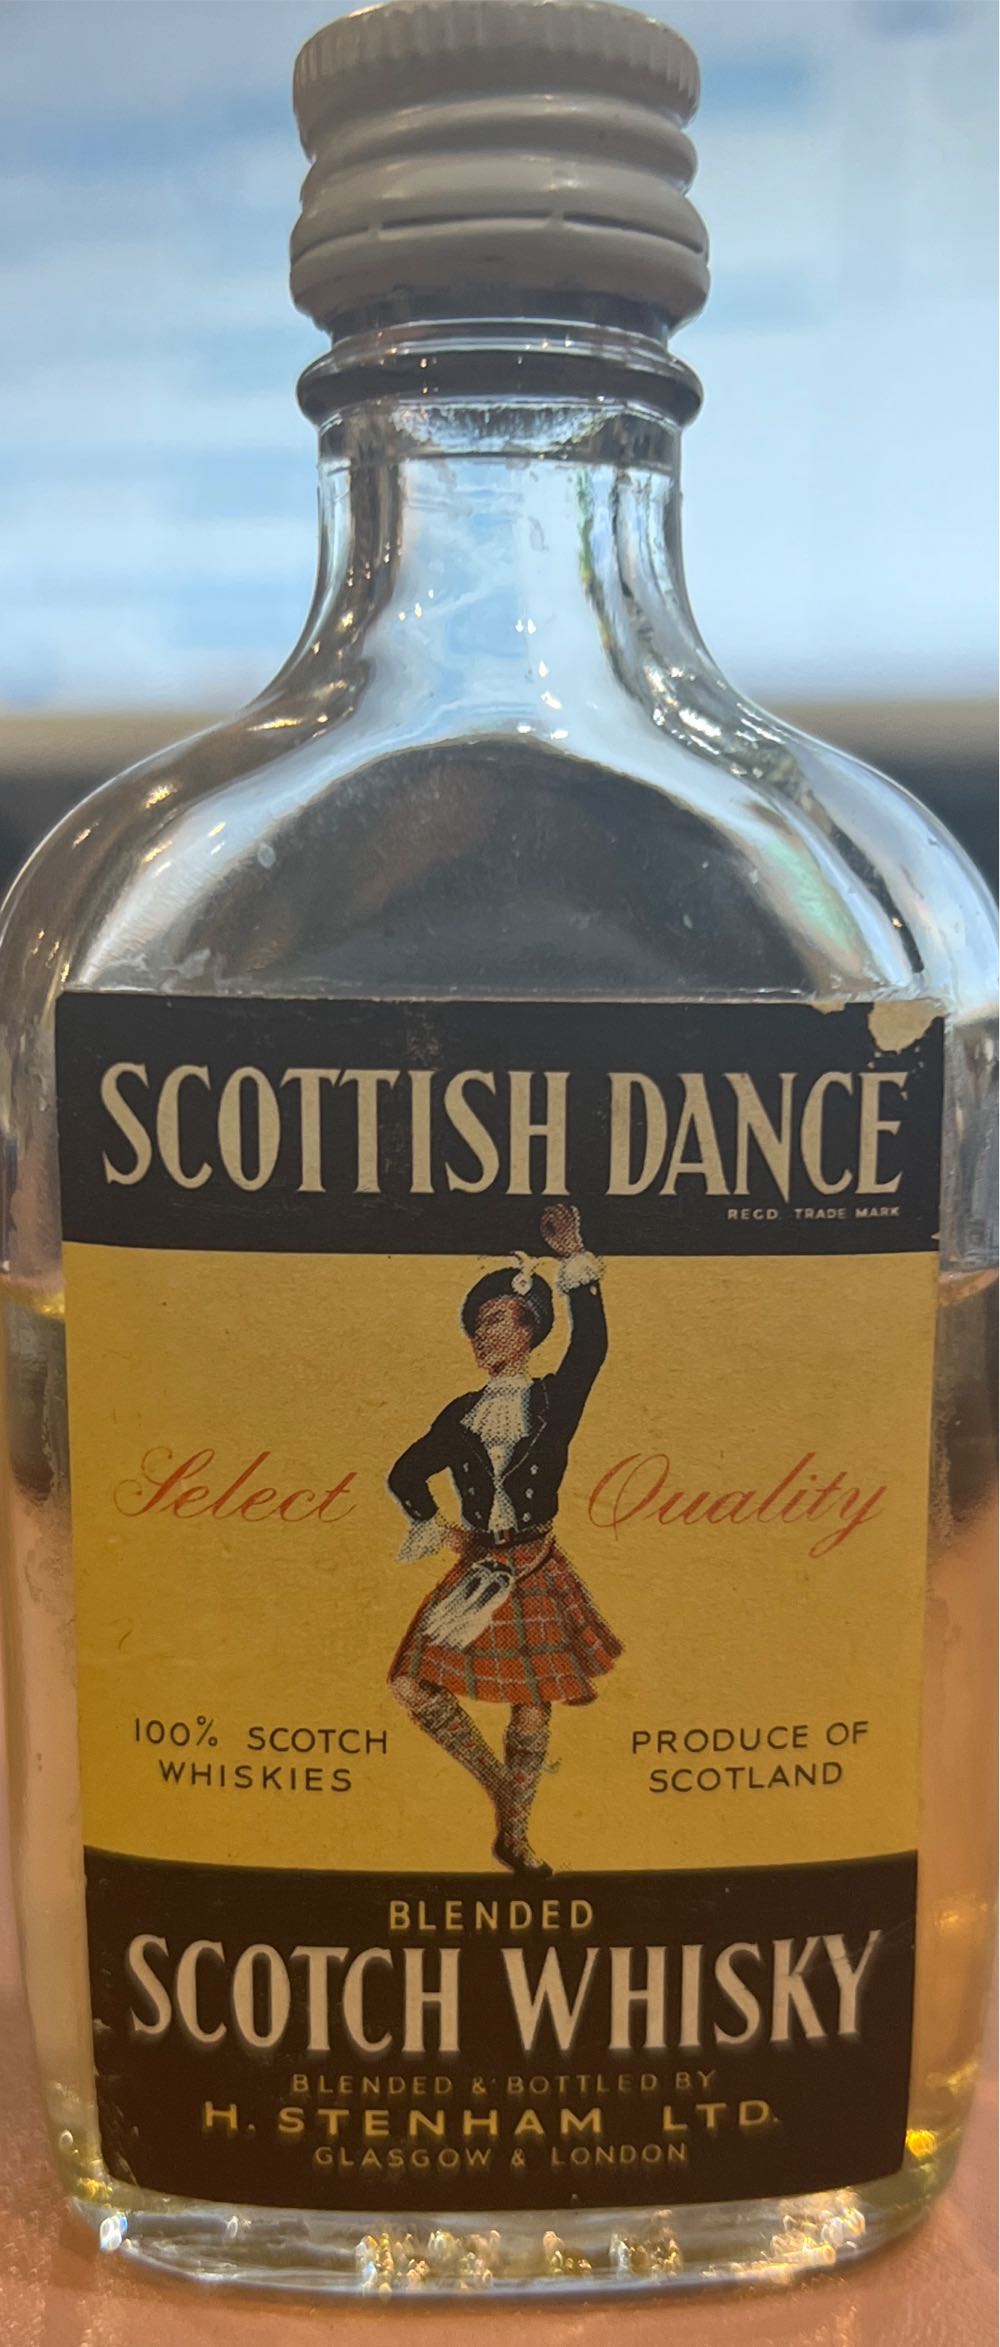 SCOTTISH DANCE
REGD. TRADE MARK
Select Quality
100% SCOTCH
WHISKIES
PRODUCE OF
SCOTLAND
BLENDED
SCOTCH WHISKY
BLENDED & BOTTLED BY
H. STENHAM LTD.
GLASGOW & LONDON